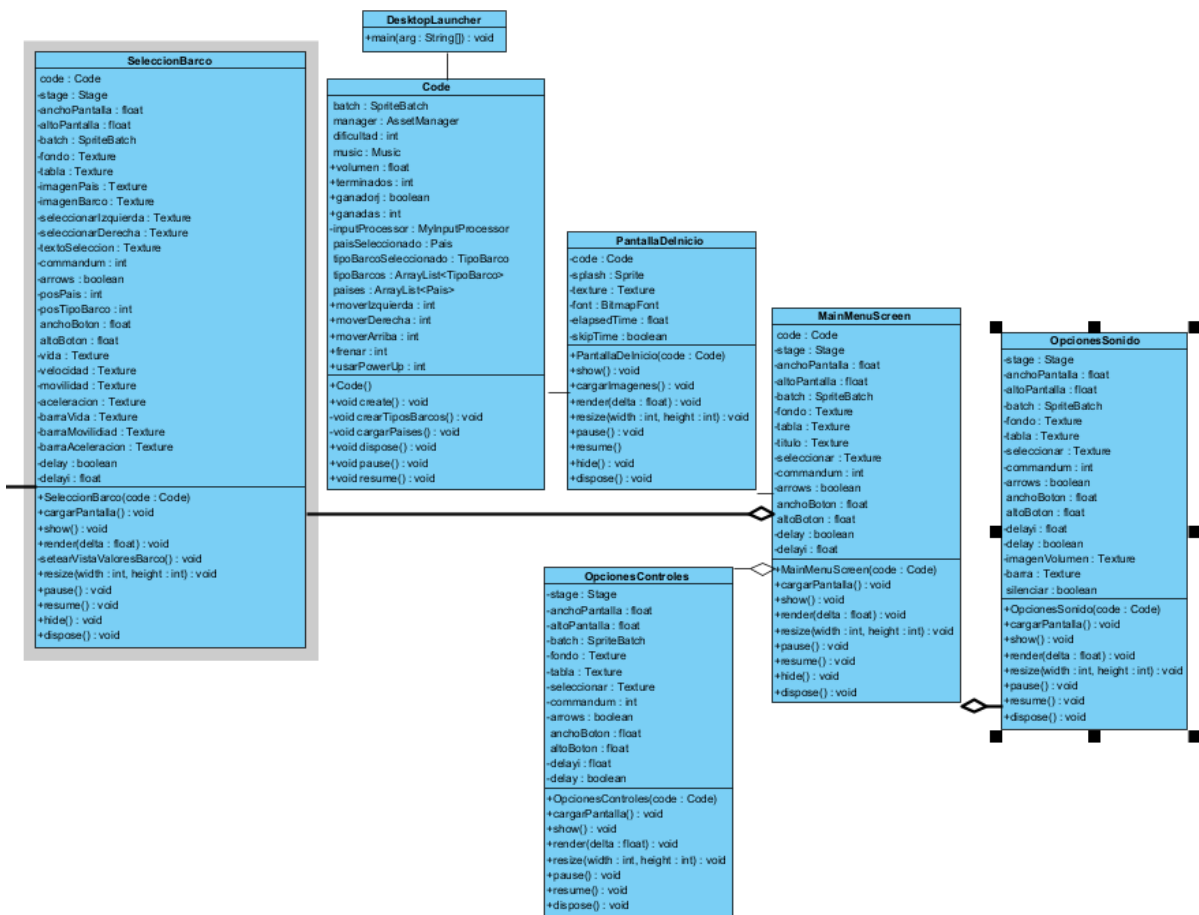 DesktopLauncher
+main(arg : String[]) : void
SeleccionBarco
code : Code
-stage : Stage
-anchoPantalla : float
-altoPantalla : float
-batch : SpriteBatch
-fondo : Texture
-tabla : Texture
-imagenPais : Texture
-imagenBarco : Texture
-seleccionarIzquierda : Texture
-seleccionarDerecha : Texture
-textoSeleccion : Texture
-commandum : int
-arrows : boolean
-posPais : int
-posTipoBarco : int
anchoBoton : float
altoBoton : float
-vida : Texture
-velocidad : Texture
-movilidad : Texture
-aceleracion : Texture
-barraVida : Texture
-barraMovilidiad : Texture
-barraAceleracion : Texture
-delay : boolean
-delayi : float
+SeleccionBarco(code : Code)
+cargarPantalla() : void
+show() : void
+render(delta : float) : void
-setearVistaValoresBarco() : void
+resize(width : int, height : int) : void
+pause() : void
+resume() : void
+hide() : void
+dispose() : void
Code
batch : SpriteBatch
manager : AssetManager
dificultad : int
music : Music
+volumen : float
+terminados : int
+ganadorj : boolean
+ganadas : int
-inputProcessor : MyInputProcessor
paisSeleccionado : Pais
tipoBarcoSeleccionado : TipoBarco
tipoBarcos : ArrayList<TipoBarco>
paises : ArrayList<Pais>
+moverIzquierda : int
+moverDerecha : int
+moverArriba : int
+frenar : int
+usarPowerUp : int
+Code()
+void create() : void
-void crearTiposBarcos() : void
-void cargarPaises() : void
+void dispose() : void
+void pause() : void
+void resume() : void
PantallaDeInicio
-code : Code
-splash : Sprite
-texture : Texture
-font : BitmapFont
-elapsedTime : float
-skipTime : boolean
+PantallaDeInicio(code : Code)
+show() : void
+cargarImagenes() : void
+render(delta : float) : void
+resize(width : int, height : int) : void
+pause() : void
+resume()
+hide() : void
+dispose() : void
MainMenuScreen
code : Code
-stage : Stage
-anchoPantalla : float
-altoPantalla : float
-batch : SpriteBatch
-fondo : Texture
-tabla : Texture
-titulo : Texture
-seleccionar : Texture
-commandum : int
-arrows : boolean
anchoBoton : float
altoBoton : float
-delay : boolean
-delayi : float
+MainMenuScreen(code : Code)
+cargarPantalla() : void
+show() : void
+render(delta : float) : void
+resize(width : int, height : int) : void
+pause() : void
+resume() : void
+hide() : void
+dispose() : void
OpcionesSonido
-stage : Stage
-anchoPantalla : float
-altoPantalla : float
-batch : SpriteBatch
-fondo : Texture
-tabla : Texture
-seleccionar : Texture
-commandum : int
-arrows : boolean
anchoBoton : float
altoBoton : float
-delayi : float
-delay : boolean
-imagenVolumen : Texture
-barra : Texture
silenciar : boolean
+OpcionesSonido(code : Code)
+cargarPantalla() : void
+show() : void
+render(delta : float) : void
+resize(width : int, height : int) : void
+pause() : void
+resume() : void
+dispose() : void
OpcionesControles
-stage : Stage
-anchoPantalla : float
-altoPantalla : float
-batch : SpriteBatch
-fondo : Texture
-tabla : Texture
-seleccionar : Texture
-commandum : int
-arrows : boolean
anchoBoton : float
altoBoton : float
-delayi : float
-delay : boolean
+OpcionesControles(code : Code)
+cargarPantalla() : void
+show() : void
+render(delta : float) : void
+resize(width : int, height : int) : void
+pause() : void
+resume() : void
+dispose() : void